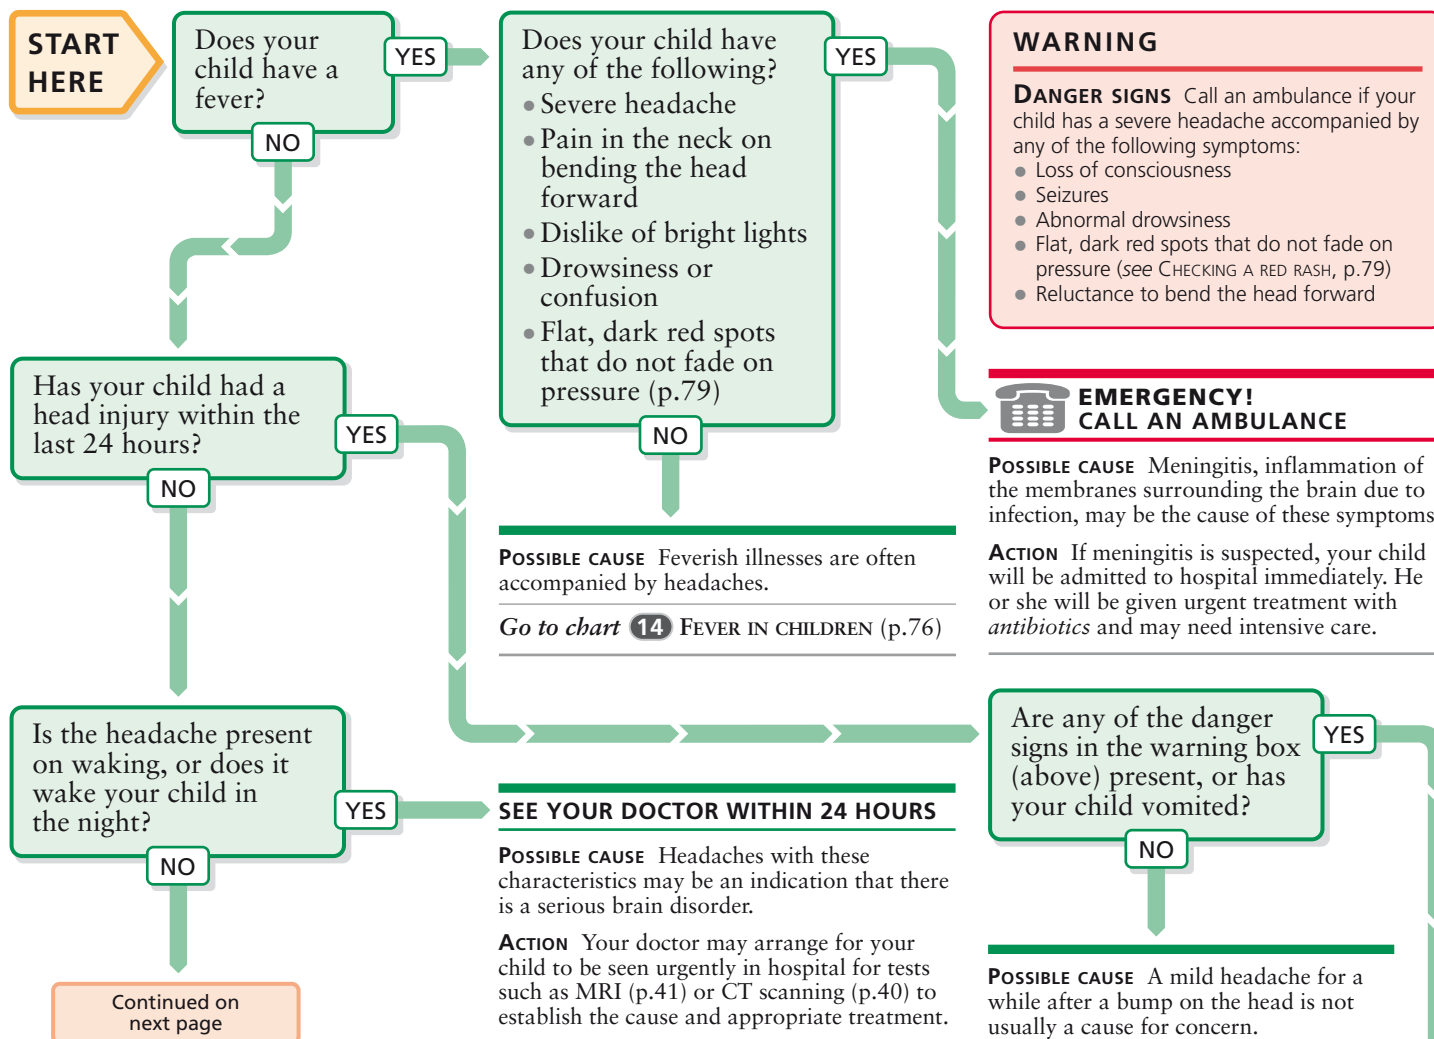 START
HERE
Does your
child have a
fever?
YES
NO
Does your child have
any of the following?
• Severe headache
• Pain in the neck on
bending the head
forward
• Dislike of bright lights
• Drowsiness or
confusion
• Flat, dark red spots
that do not fade on
pressure (p.79)
YES
NO
WARNING
DANGER SIGNS Call an ambulance if your
child has a severe headache accompanied by
any of the following symptoms:
• Loss of consciousness
• Seizures
• Abnormal drowsiness
• Flat, dark red spots that do not fade on
pressure (see CHECKING A RED RASH, p.79)
• Reluctance to bend the head forward
EMERGENCY!
CALL AN AMBULANCE
POSSIBLE CAUSE Meningitis, inflammation of
the membranes surrounding the brain due to
infection, may be the cause of these symptoms
ACTION If meningitis is suspected, your child
will be admitted to hospital immediately. He
or she will be given urgent treatment with
antibiotics and may need intensive care.
Has your child had a
head injury within the
last 24 hours?
YES
NO
POSSIBLE CAUSE Feverish illnesses are often
accompanied by headaches.
Go to chart 14 FEVER IN CHILDREN (p.76)
Is the headache present
on waking, or does it
wake your child in
the night?
YES
NO
SEE YOUR DOCTOR WITHIN 24 HOURS
POSSIBLE CAUSE Headaches with these
characteristics may be an indication that there
is a serious brain disorder.
ACTION Your doctor may arrange for your
child to be seen urgently in hospital for tests
such as MRI (p.41) or CT scanning (p.40) to
establish the cause and appropriate treatment.
Are any of the danger
signs in the warning box
(above) present, or has
your child vomited?
YES
NO
POSSIBLE CAUSE A mild headache for a
while after a bump on the head is not
usually a cause for concern.
Continued on
next page